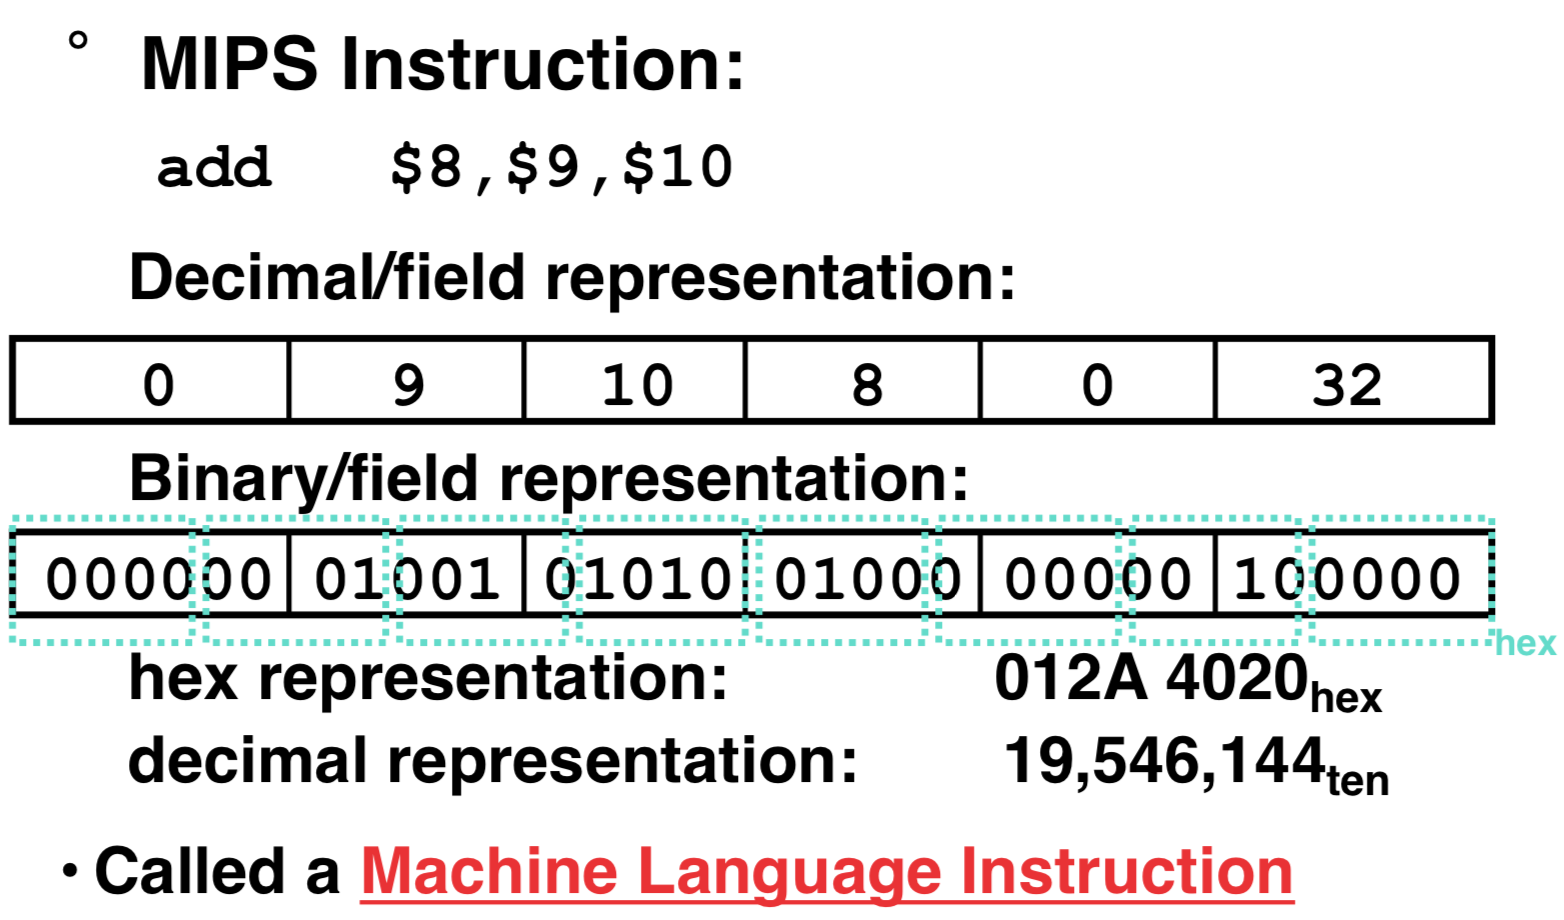 ° MIPS Instruction:
add $8,$9,$10
Decimal/field representation:
0 9 10 8 0 32
Binary/field representation:
000000 01001 01010 01000 00000 100000
hex
hex representation: 012A 4020hex
decimal representation: 19,546,144ten
• Called a Machine Language Instruction